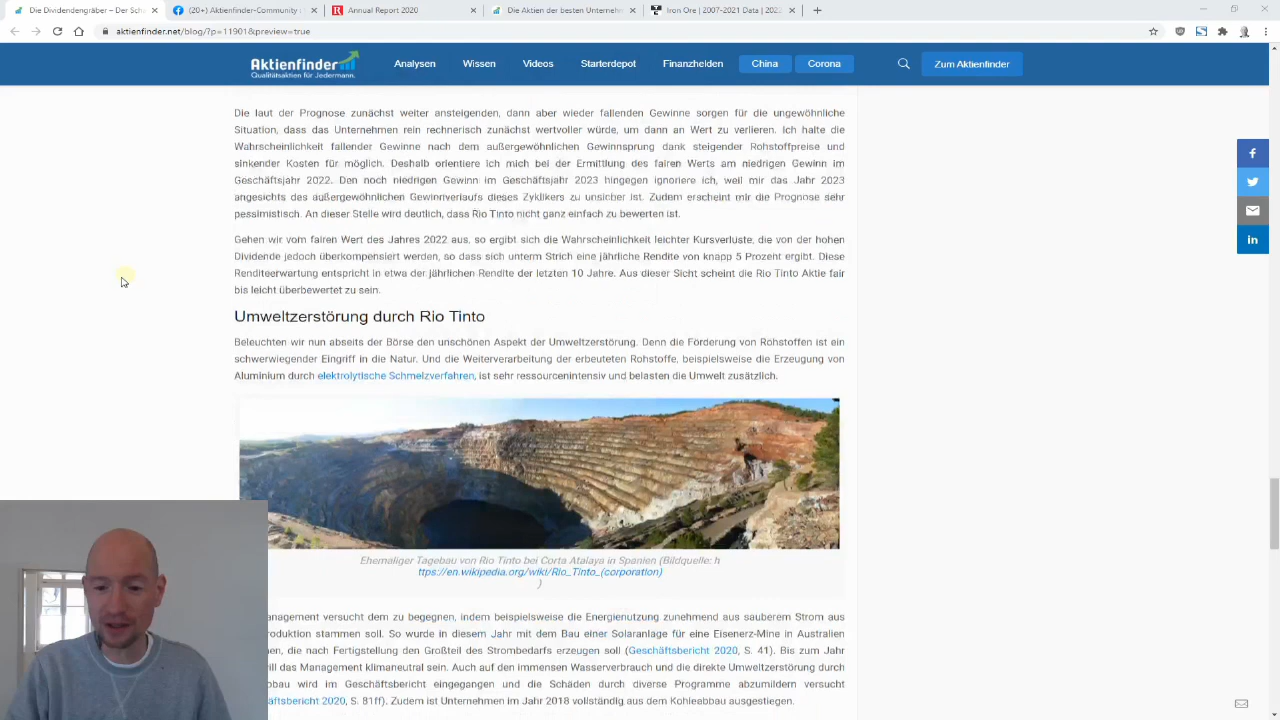 Die Dividendengräber – Der Sch
(20+) Aktienfinder-Community
Annual Report 2020
Die Aktien der besten Unternehm
Iron Ore | 2007-2021 Data | 202
aktienfinder.net/blog/?p=11901&preview=true
Aktienfinder
Qualitätsaktien für Jedermann.
Analysen
Wissen
Videos
Starterdepot
Finanzhelden
China
Corona
Zum Aktienfinder
Die laut der Prognose zunächst weiter ansteigenden, dann aber wieder fallenden Gewinne sorgen für die ungewöhnliche
Situation, dass das Unternehmen rein rechnerisch zunächst wertvoller würde, um dann an Wert zu verlieren. Ich halte die
Wahrscheinlichkeit fallender Gewinne nach dem außergewöhnlichen Gewinnsprung dank steigender Rohstoffpreise und
sinkender Kosten für möglich. Deshalb orientiere ich mich bei der Ermittlung des fairen Werts am niedrigen Gewinn im
Geschäftsjahr 2022. Den noch niedrigen Gewinn im Geschäftsjahr 2023 hingegen ignoriere ich, weil mir das Jahr 2023
angesichts des außergewöhnlichen Gewinnverlaufs dieses Zyklikers zu unsicher ist. Zudem erscheint mir die Prognose sehr
pessimistisch. An dieser Stelle wird deutlich, dass Rio Tinto nicht ganz einfach zu bewerten ist.
Gehen wir vom fairen Wert des Jahres 2022 aus, so ergibt sich die Wahrscheinlichkeit leichter Kursverluste, die von der hohen
Dividende jedoch überkompensiert werden, so dass sich unterm Strich eine jährliche Rendite von knapp 5 Prozent ergibt. Diese
Renditeerwartung entspricht in etwa der jährlichen Rendite der letzten 10 Jahre. Aus dieser Sicht scheint die Rio Tinto Aktie fair
bis leicht überbewertet zu sein.
Umweltzerstörung durch Rio Tinto
Beleuchten wir nun abseits der Börse den unschönen Aspekt der Umweltzerstörung. Denn die Förderung von Rohstoffen ist ein
schwerwiegender Eingriff in die Natur. Und die Weiterverarbeitung der erbeuteten Rohstoffe, beispielsweise die Erzeugung von
Aluminium durch elektrolytische Schmelzverfahren, ist sehr ressourcenintensiv und belasten die Umwelt zusätzlich.
Ehemaliger Tagebau von Rio Tinto bei Corta Atalaya in Spanien (Bildquelle: h
ttps://en.wikipedia.org/wiki/Rio_Tinto_(corporation)
)
anagement versucht dem zu begegnen, indem beispielsweise die Energienutzung zunehmend aus sauberem Strom aus
roduktion stammen soll. So wurde in diesem Jahr mit dem Bau einer Solaranlage für eine Eisenerz-Mine in Australien
en, die nach Fertigstellung den Großteil des Strombedarfs erzeugen soll (Geschäftsbericht 2020, S. 41). Bis zum Jahr
ill das Management klimaneutral sein. Auch auf den immensen Wasserverbrauch und die direkte Umweltzerstörung durch
bau wird im Geschäftsbericht eingegangen und die Schäden durch diverse Programme abzumildern versucht
äftsbericht 2020, S. 81ff). Zudem ist Unternehmen im Jahr 2018 vollständig aus dem Kohleabbau ausgestiegen.